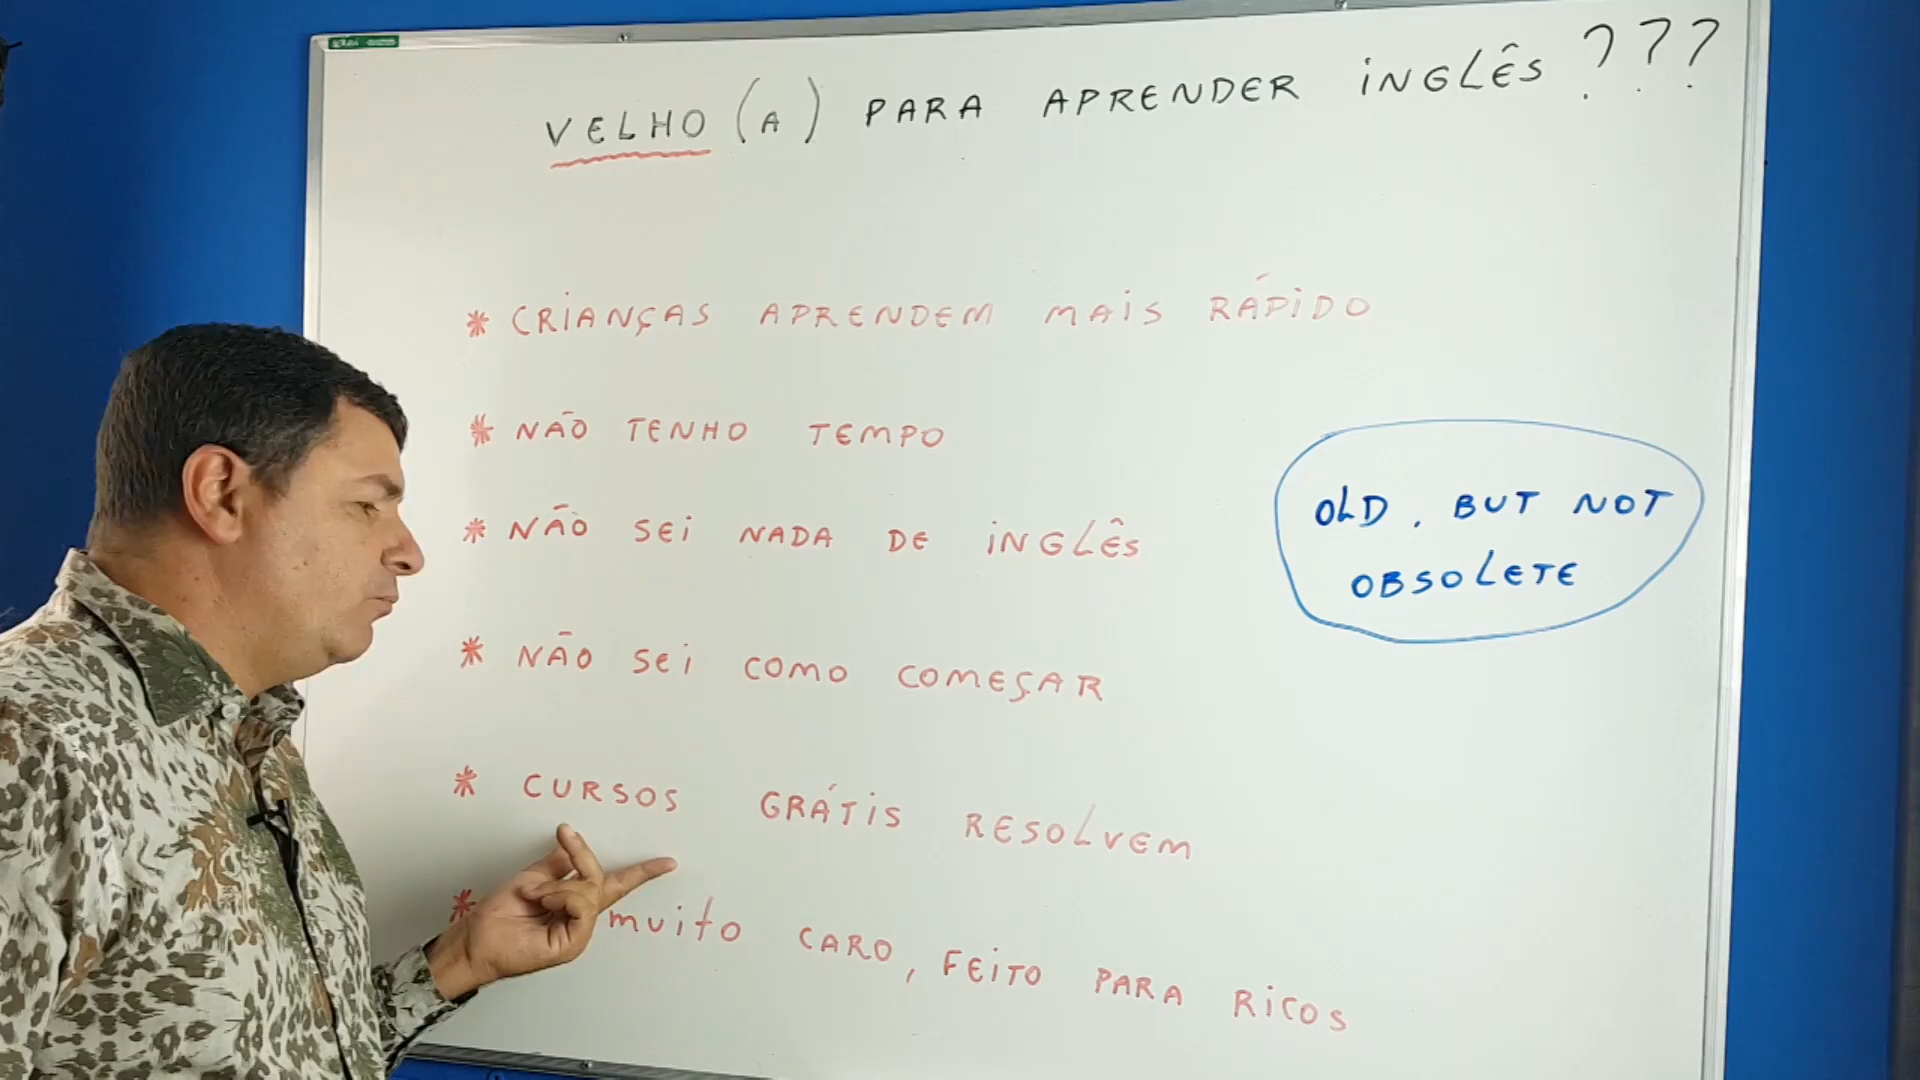 VELHO (A) PARA APRENDER INGLÊS ???
* CRIANÇAS APRENDEM MAIS RÁPIDO
* NÃO TENHO TEMPO
* NÃO SEI NADA DE INGLÊS
* NÃO SEI COMO COMEÇAR
* CURSOS GRÁTIS RESOLVEM
* MUITO CARO, FEITO PARA RICOS
OLD, BUT NOT
OBSOLETE